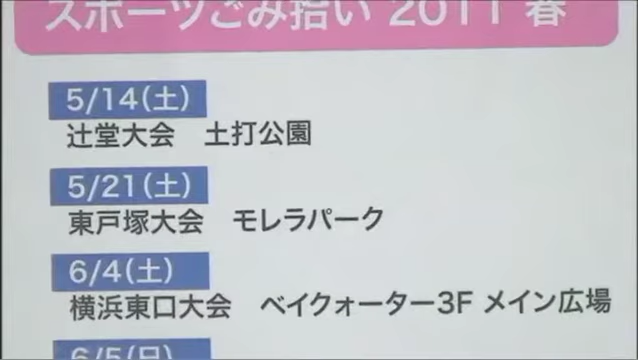 スポーツごみ拾い 2011 春
5/14(土)
辻堂大会 土打公園
5/21(土)
東戸塚大会 モレラパーク
6/4(土)
横浜東口大会 ベイクォーター3F メイン広場
6/5(日)